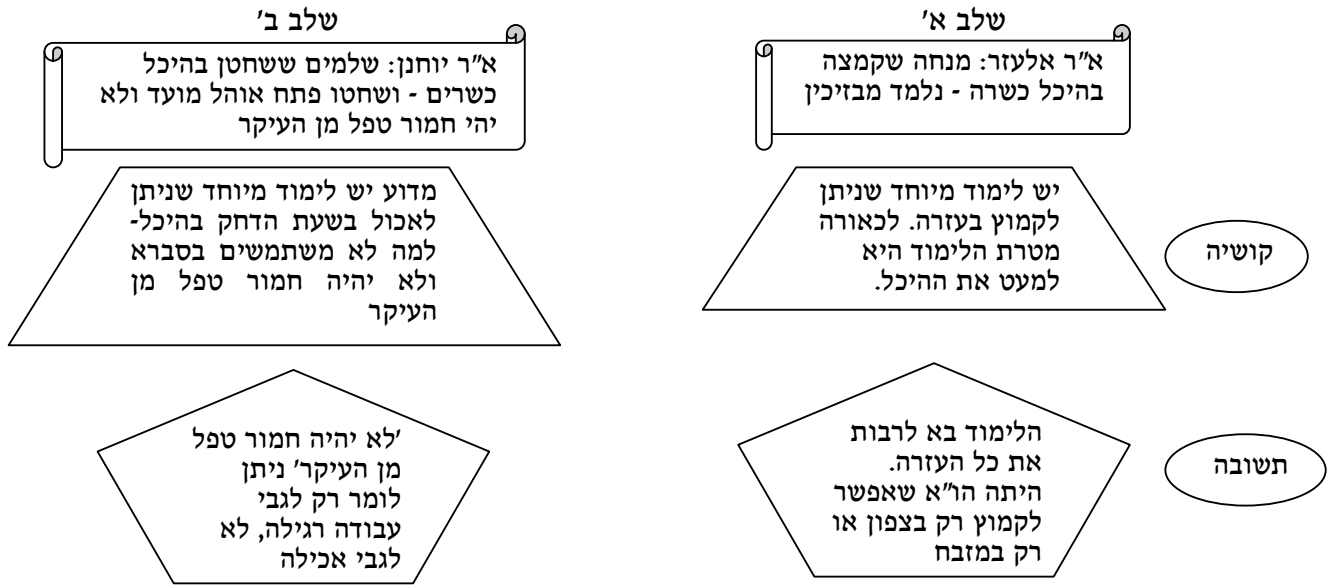 שלב א'
א"ר אלעזר: מנחה שקמצה
בהיכל כשרה - נלמד מבזיכין
קושיה
יש לימוד מיוחד שניתן
לקמוץ בעזרה. לכאורה
מטרת הלימוד היא
למעט את ההיכל.
תשובה
הלימוד בא לרבות
את כל העזרה.
היתה הו"א שאפשר
לקמוץ רק בצפון או
רק במזבח
שלב ב'
א"ר יוחנן: שלמים ששחטן בהיכל
כשרים - ושחטו פתח אוהל מועד ולא
יהי חמור טפל מן העיקר
מדוע יש לימוד מיוחד שניתן
לאכול בשעת הדחק בהיכל-
למה לא משתמשים בסברא
ולא יהיה חמור טפל מן
העיקר
'לא יהיה חמור טפל
מן העיקר' ניתן
לומר רק לגבי
עבודה רגילה, לא
לגבי אכילה